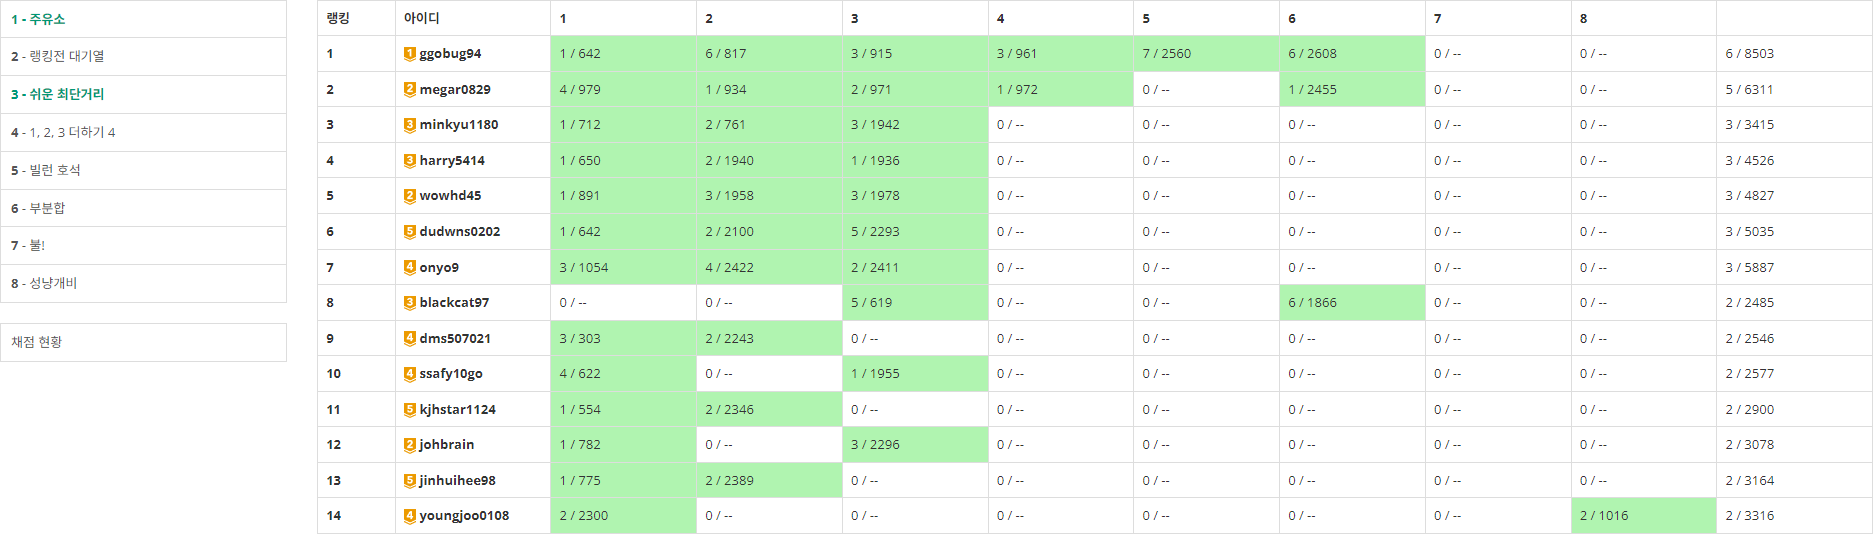 1 - 주유소
2 - 랭킹전 대기열
3 - 쉬운 최단거리
4 - 1, 2, 3 더하기 4
5 - 빌런 호석
6 - 부분합
7 - 불!
8 - 성냥개비
채점 현황
랭킹 아이디 1 2 3 4 5 6 7 8
1 1 ggobug94 1 / 642 6 / 817 3 / 915 3 / 961 7 / 2560 6 / 2608 0 / -- 0 / -- 6 / 8503
2 2 megar0829 4 / 979 1 / 934 2 / 971 1 / 972 0 / -- 1 / 2455 0 / -- 0 / -- 5 / 6311
3 3 minkyu1180 1 / 712 2 / 761 3 / 1942 0 / -- 0 / -- 0 / -- 0 / -- 0 / -- 3 / 3415
4 3 harry5414 1 / 650 2 / 1940 1 / 1936 0 / -- 0 / -- 0 / -- 0 / -- 0 / -- 3 / 4526
5 2 wowhd45 1 / 891 3 / 1958 3 / 1978 0 / -- 0 / -- 0 / -- 0 / -- 0 / -- 3 / 4827
6 5 dudwns0202 1 / 642 2 / 2100 5 / 2293 0 / -- 0 / -- 0 / -- 0 / -- 0 / -- 3 / 5035
7 4 onyo9 3 / 1054 4 / 2422 2 / 2411 0 / -- 0 / -- 0 / -- 0 / -- 0 / -- 3 / 5887
8 3 blackcat97 0 / -- 0 / -- 5 / 619 0 / -- 0 / -- 6 / 1866 0 / -- 0 / -- 2 / 2485
9 4 dms507021 3 / 303 2 / 2243 0 / -- 0 / -- 0 / -- 0 / -- 0 / -- 0 / -- 2 / 2546
10 4 ssafy10go 4 / 622 0 / -- 1 / 1955 0 / -- 0 / -- 0 / -- 0 / -- 0 / -- 2 / 2577
11 5 kjhstar1124 1 / 554 2 / 2346 0 / -- 0 / -- 0 / -- 0 / -- 0 / -- 0 / -- 2 / 2900
12 2 johbrain 1 / 782 0 / -- 3 / 2296 0 / -- 0 / -- 0 / -- 0 / -- 0 / -- 2 / 3078
13 5 jinhuihee98 1 / 775 2 / 2389 0 / -- 0 / -- 0 / -- 0 / -- 0 / -- 0 / -- 2 / 3164
14 4 youngjoo0108 2 / 2300 0 / -- 0 / -- 0 / -- 0 / -- 0 / -- 0 / -- 2 / 1016 2 / 3316